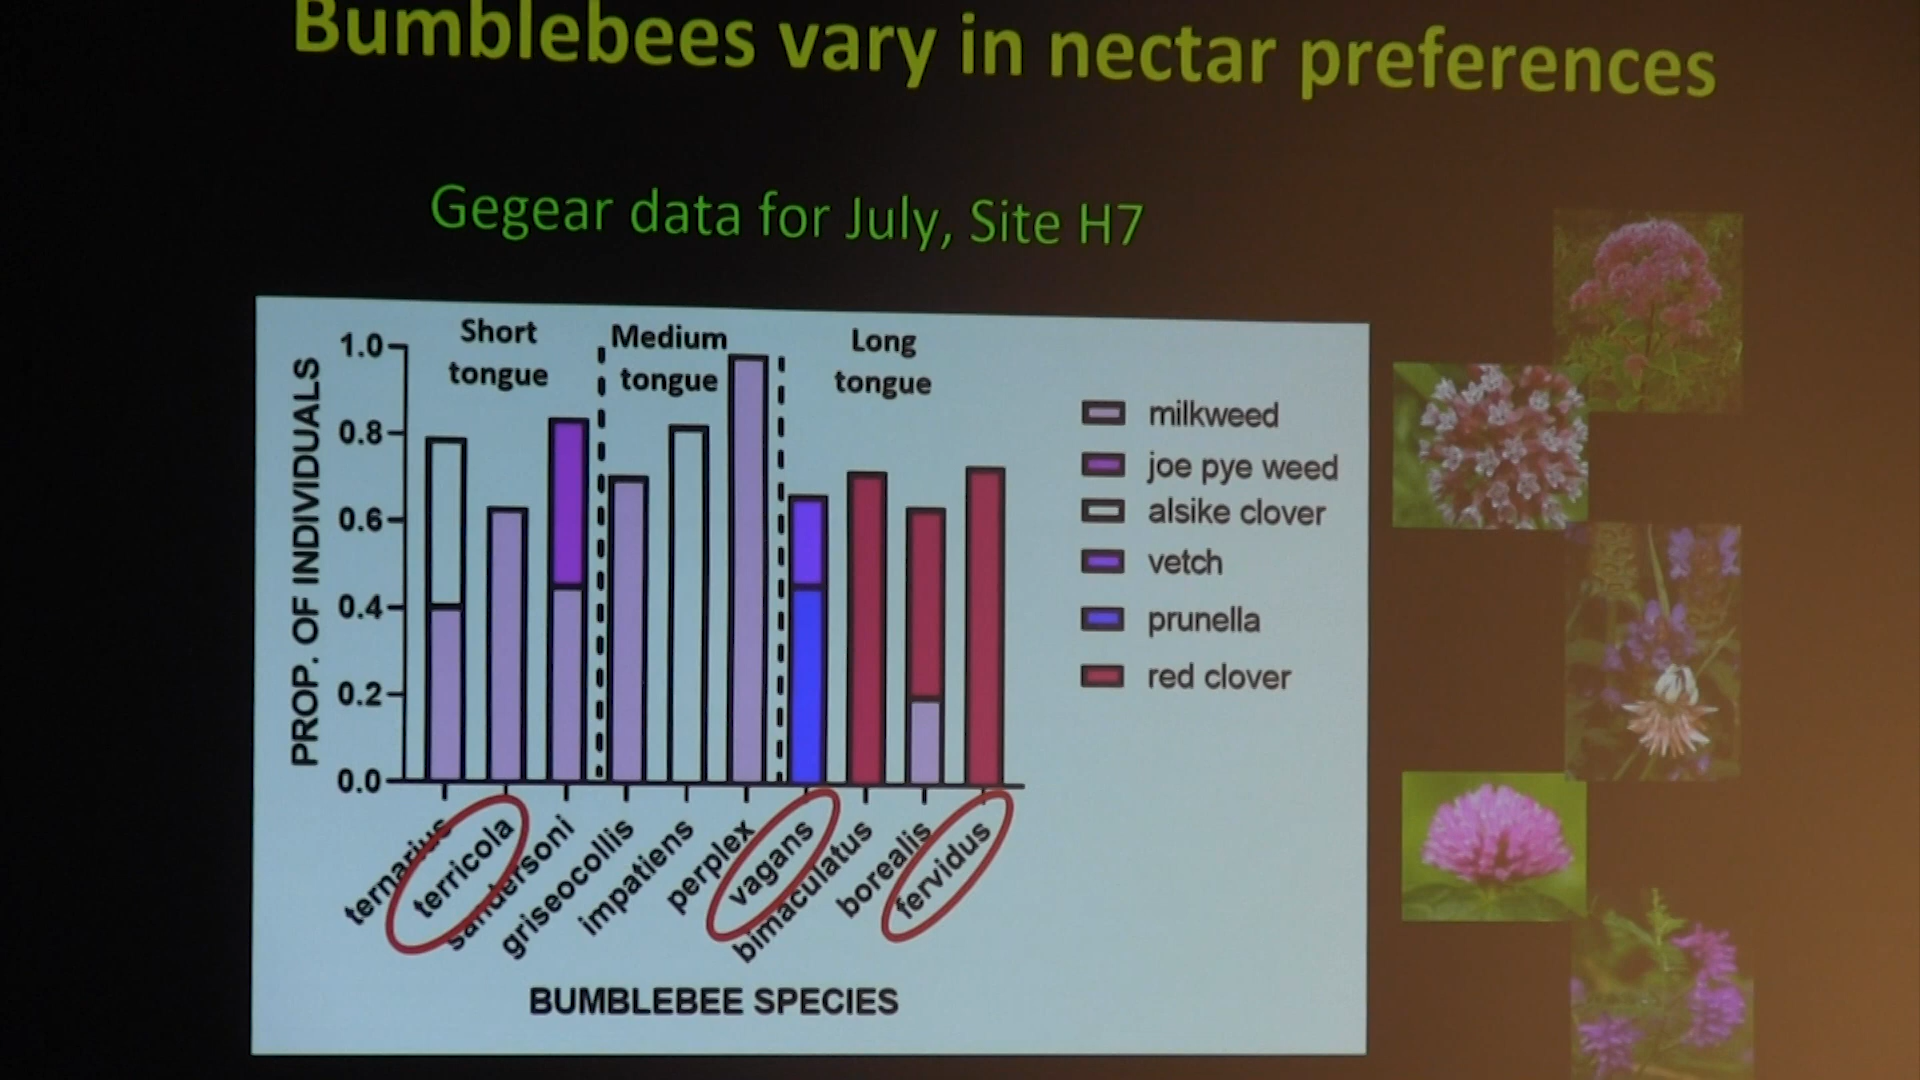 Bumblebees vary in nectar preferences
Gegear data for July, Site H7
Short
tongue
Medium
tongue
Long
tongue
PROP. OF INDIVIDUALS
1.0
0.8
0.6
0.4
0.2
0.0
milkweed
joe pye weed
alsike clover
vetch
prunella
red clover
ternarius
terricola
sandersoni
griseocollis
impatiens
perplex
vagans
bimaculatus
borealis
fervidus
BUMBLEBEE SPECIES